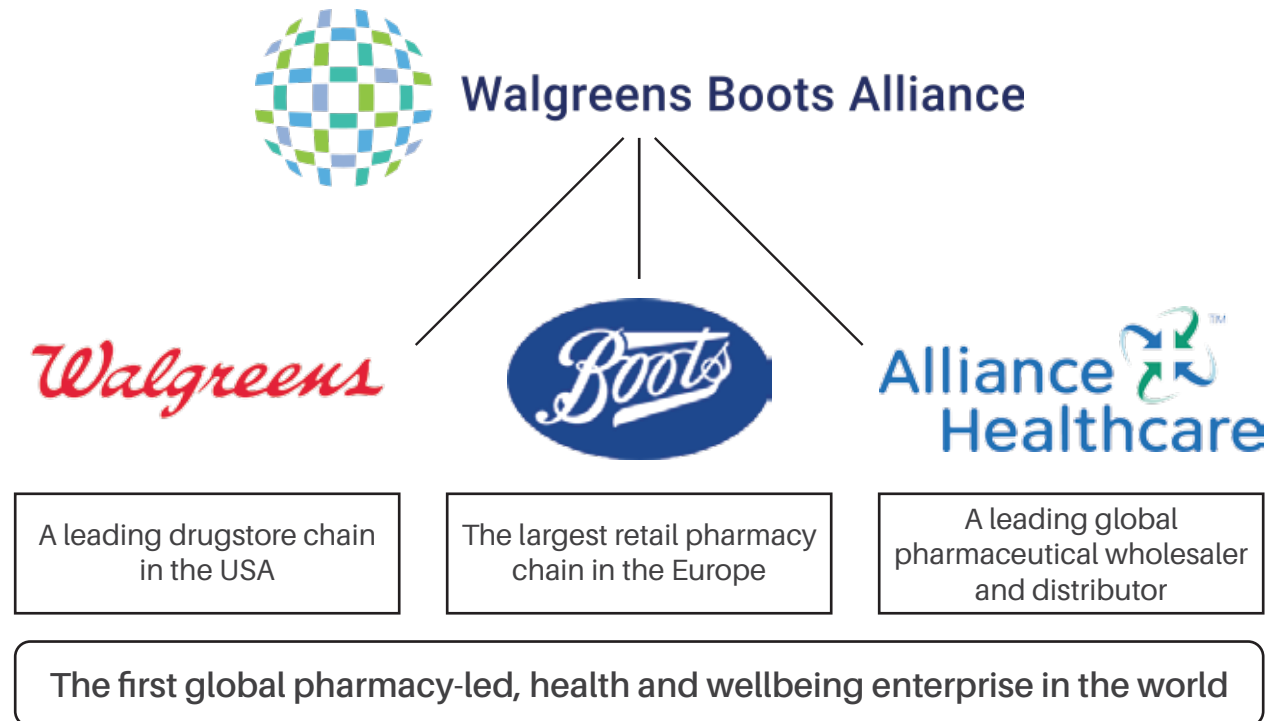 Walgreens Boots Alliance
Walgreens
Boots
Alliance
Healthcare
TM
A leading drugstore chain
in the USA
The largest retail pharmacy
chain in the Europe
A leading global
pharmaceutical wholesaler
and distributor
The first global pharmacy-led, health and wellbeing enterprise in the world